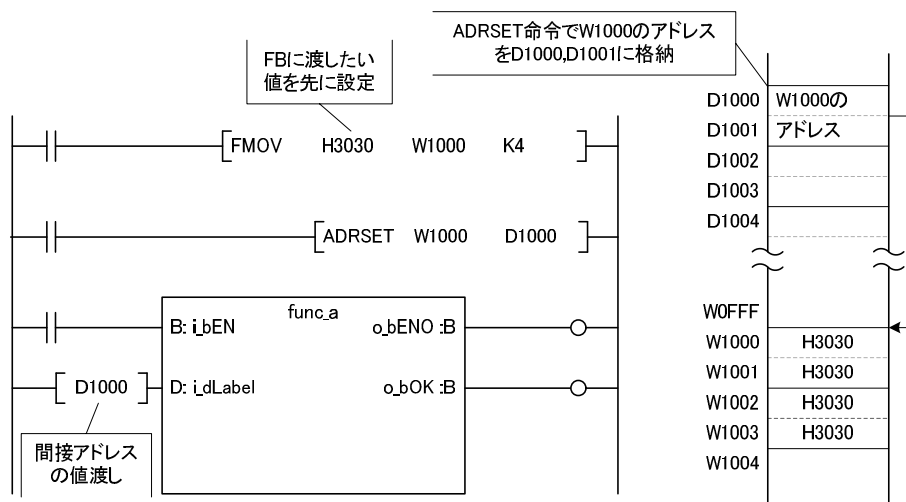 ADRSET命令でW1000のアドレス
をD1000,D1001に格納
FBに渡したい
値を先に設定
FMOV H3030 W1000 K4
ADRSET W1000 D1000
func_a
B: i_bEN o_bENO :B
D1000 D: i_dLabel o_bOK :B
間接アドレス
の値渡し
D1000 W1000の
D1001 アドレス
D1002
D1003
D1004
W0FFF
W1000 H3030
W1001 H3030
W1002 H3030
W1003 H3030
W1004